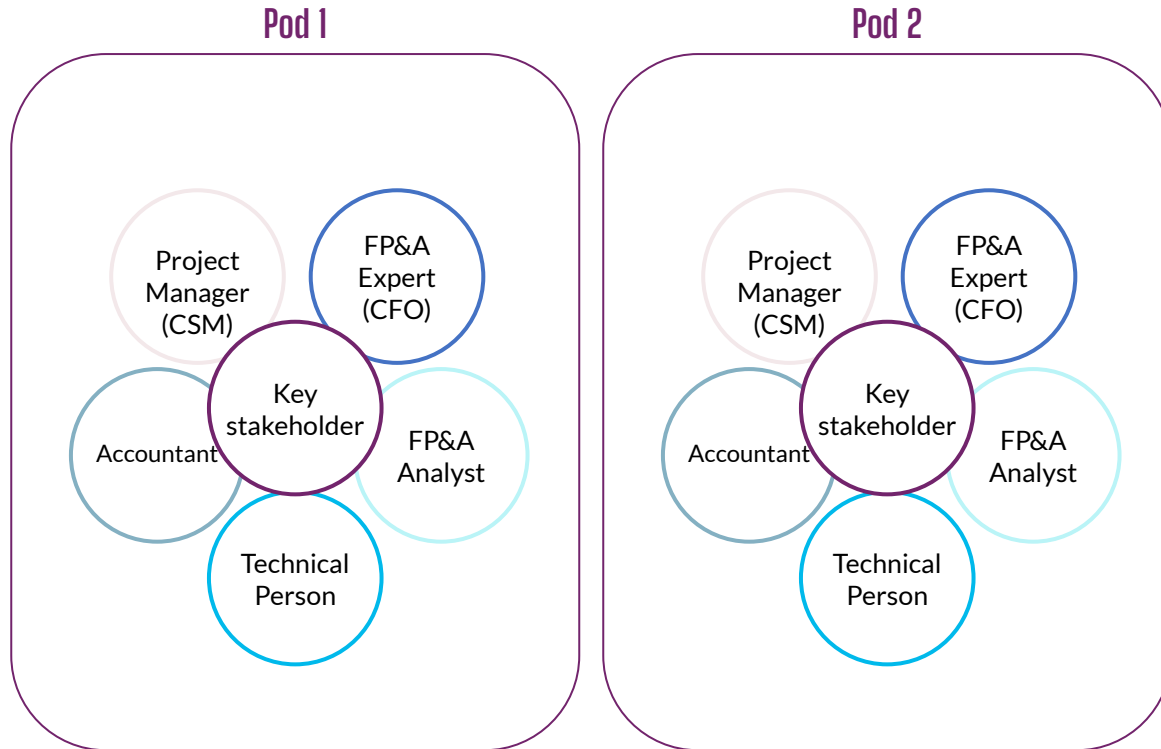 Pod 1
Project
Manager
(CSM)
FP&A
Expert
(CFO)
Key
stakeholder
Accountant
FP&A
Analyst
Technical
Person
Pod 2
Project
Manager
(CSM)
FP&A
Expert
(CFO)
Key
stakeholder
Accountant
FP&A
Analyst
Technical
Person